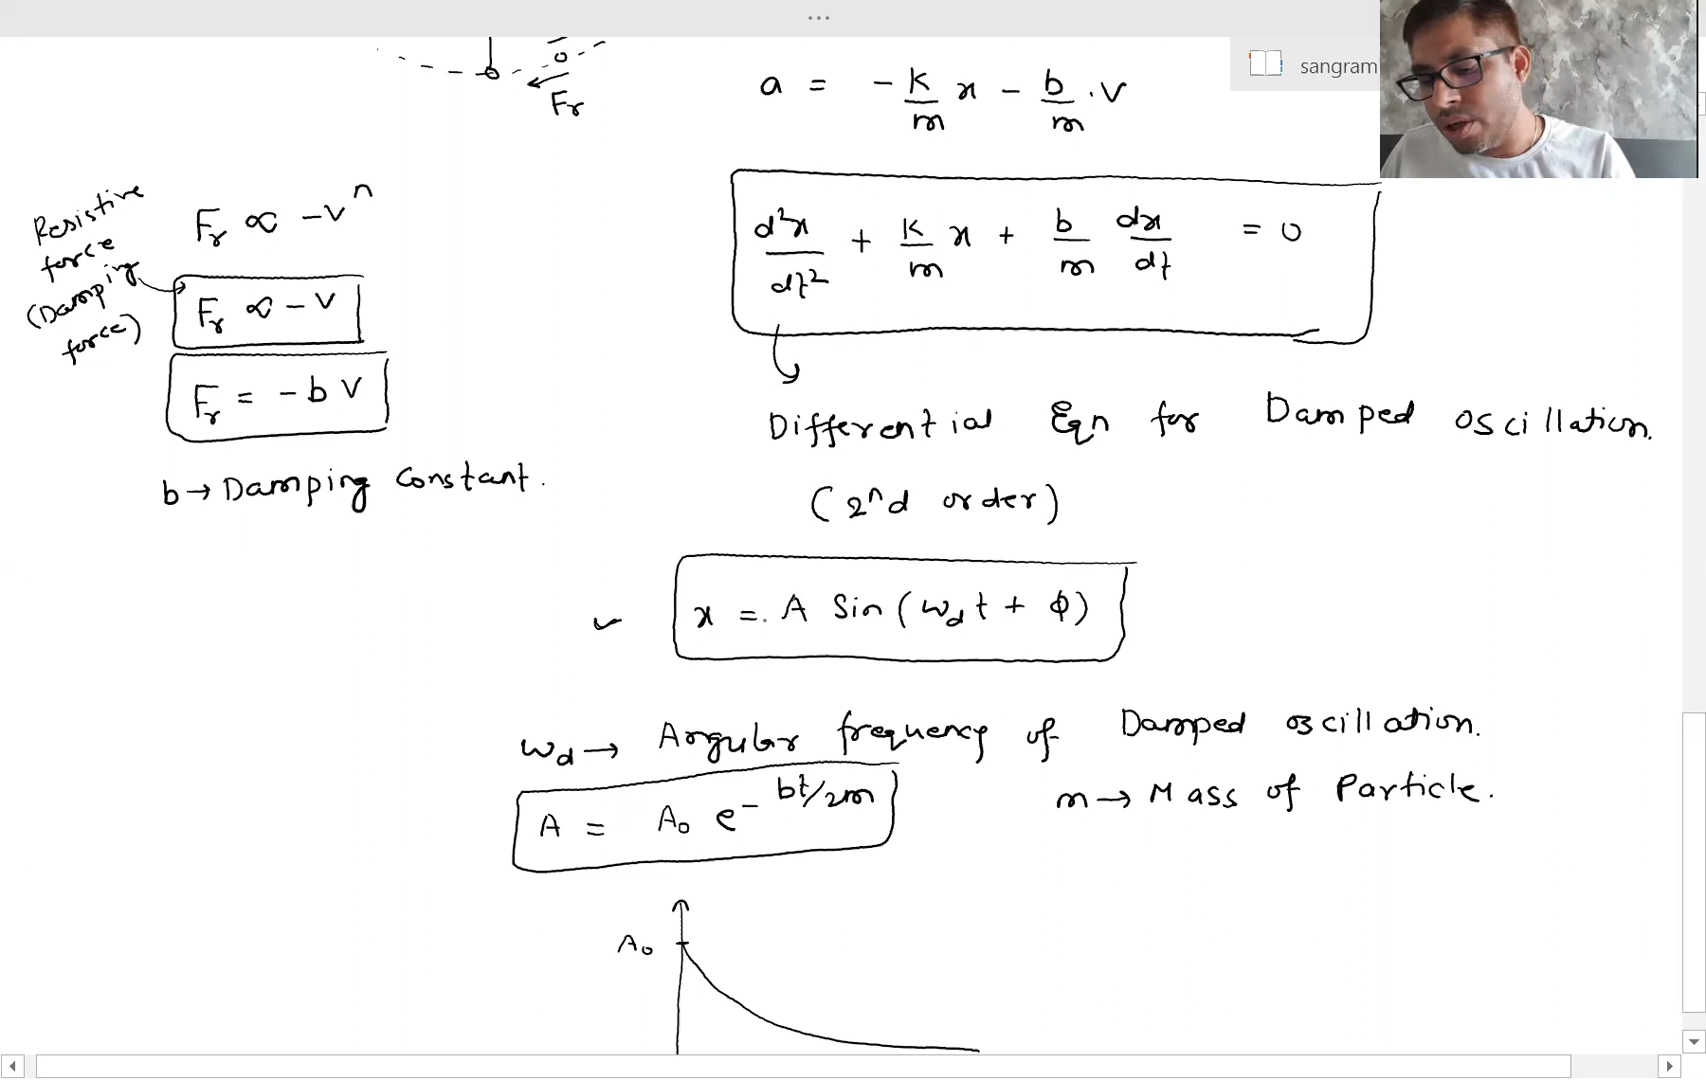 sangram
Fr
a = - k/m x - b/m . v
Resistive force (Damping force)
Fr ∝ - v^n
Fr ∝ - v
Fr = - b v
b → Damping Constant.
d²x/dt² + k/m x + b/m dx/dt = 0
Differential Eqn for Damped oscillation.
(2nd order)
x = A Sin (ωd t + φ)
ωd → Angular frequency of Damped oscillation.
A = A₀ e^- bt/2m
m → Mass of Particle.
A₀